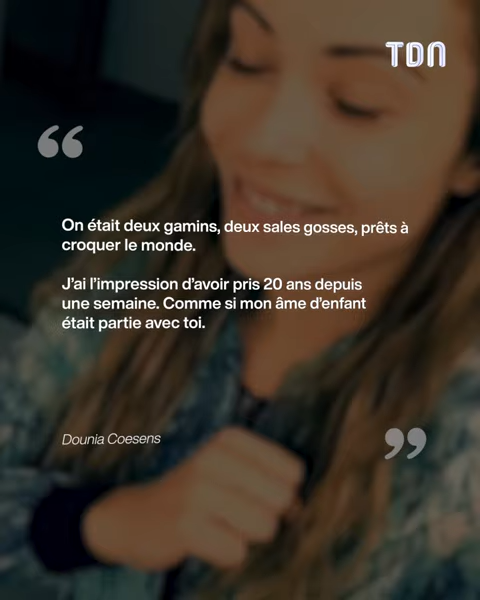 TDN
“
On était deux gamins, deux sales gosses, prêts à
croquer le monde.
J’ai l’impression d’avoir pris 20 ans depuis
une semaine. Comme si mon âme d’enfant
était partie avec toi.
Dounia Coesens
”